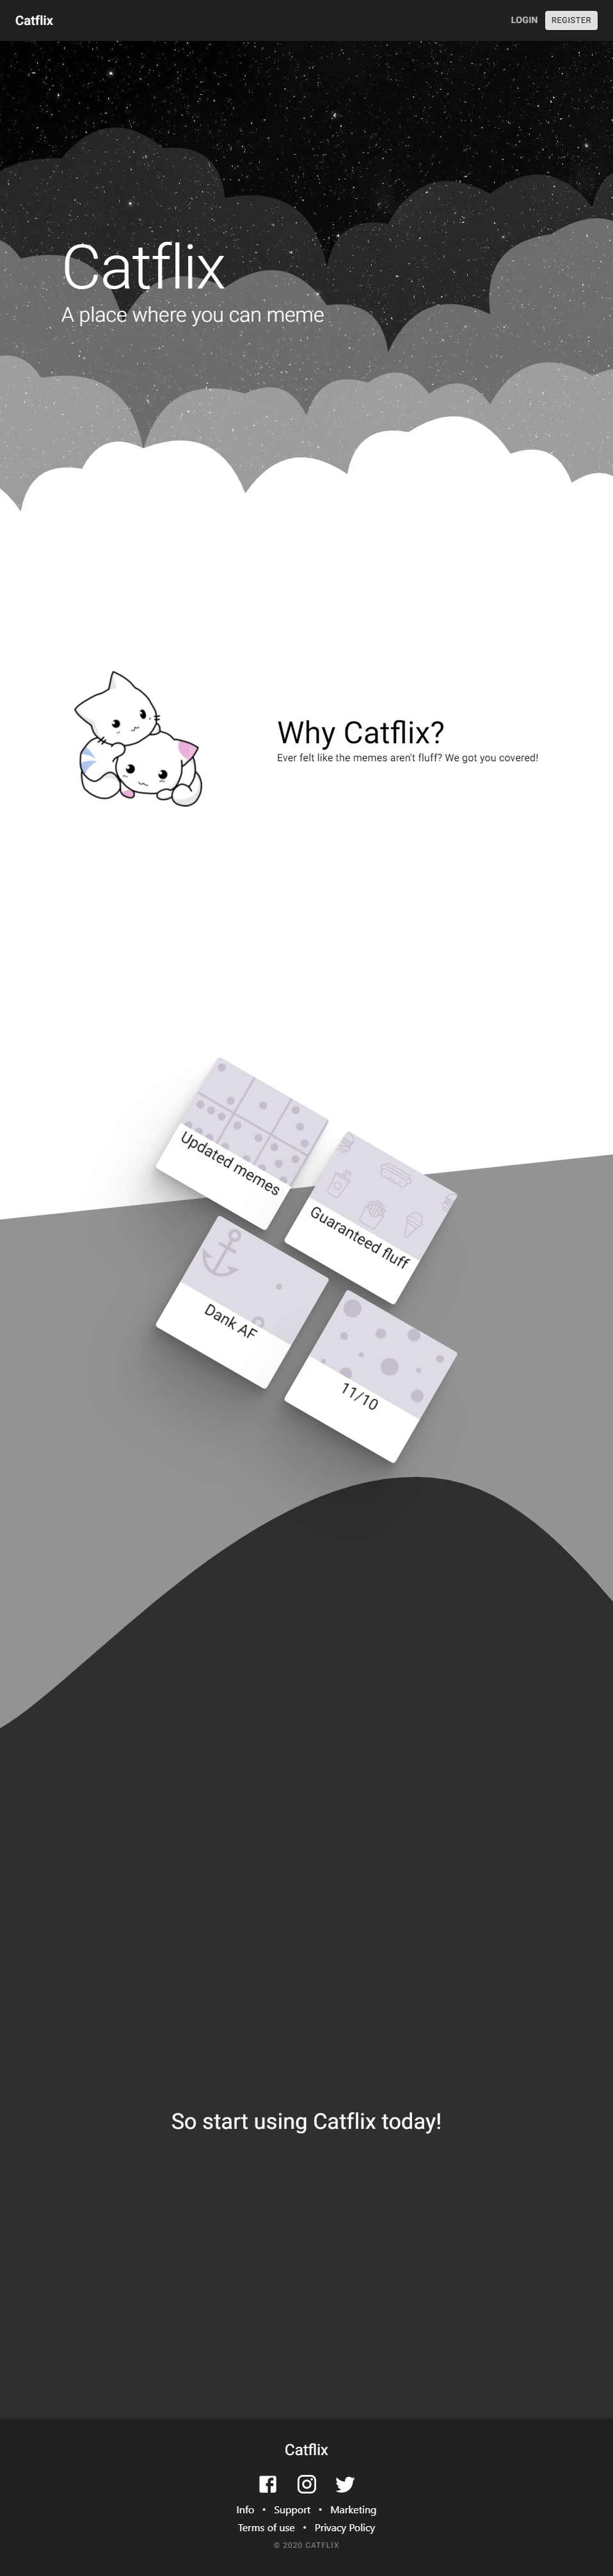 Catflix
LOGIN
REGISTER
Catflix
A place where you can meme
Why Catflix?
Ever felt like the memes aren't fluff? We got you covered!
Updated memes
Guaranteed fluff
Dank AF
11/10
So start using Catflix today!
Catflix
Info • Support • Marketing
Terms of use • Privacy Policy
© 2020 CATFLIX